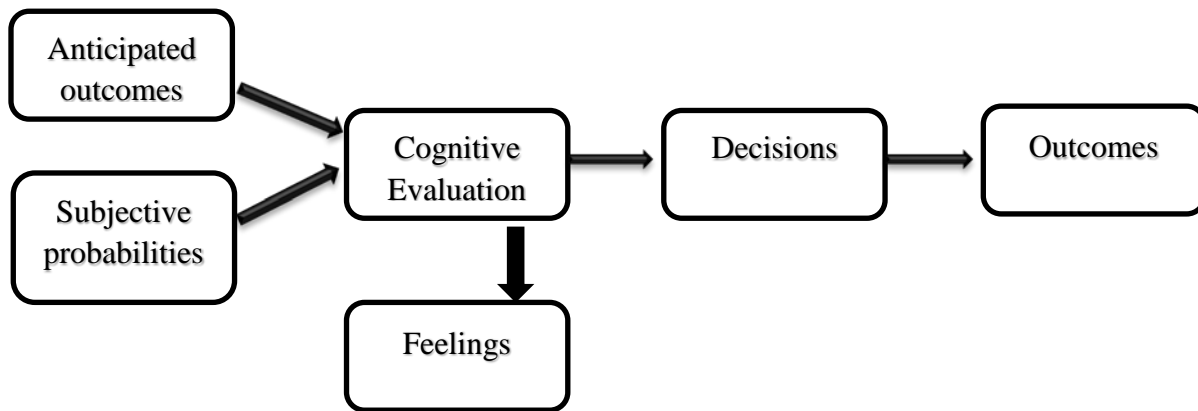 Anticipated
outcomes
Subjective
probabilities
Cognitive
Evaluation
Decisions
Outcomes
Feelings